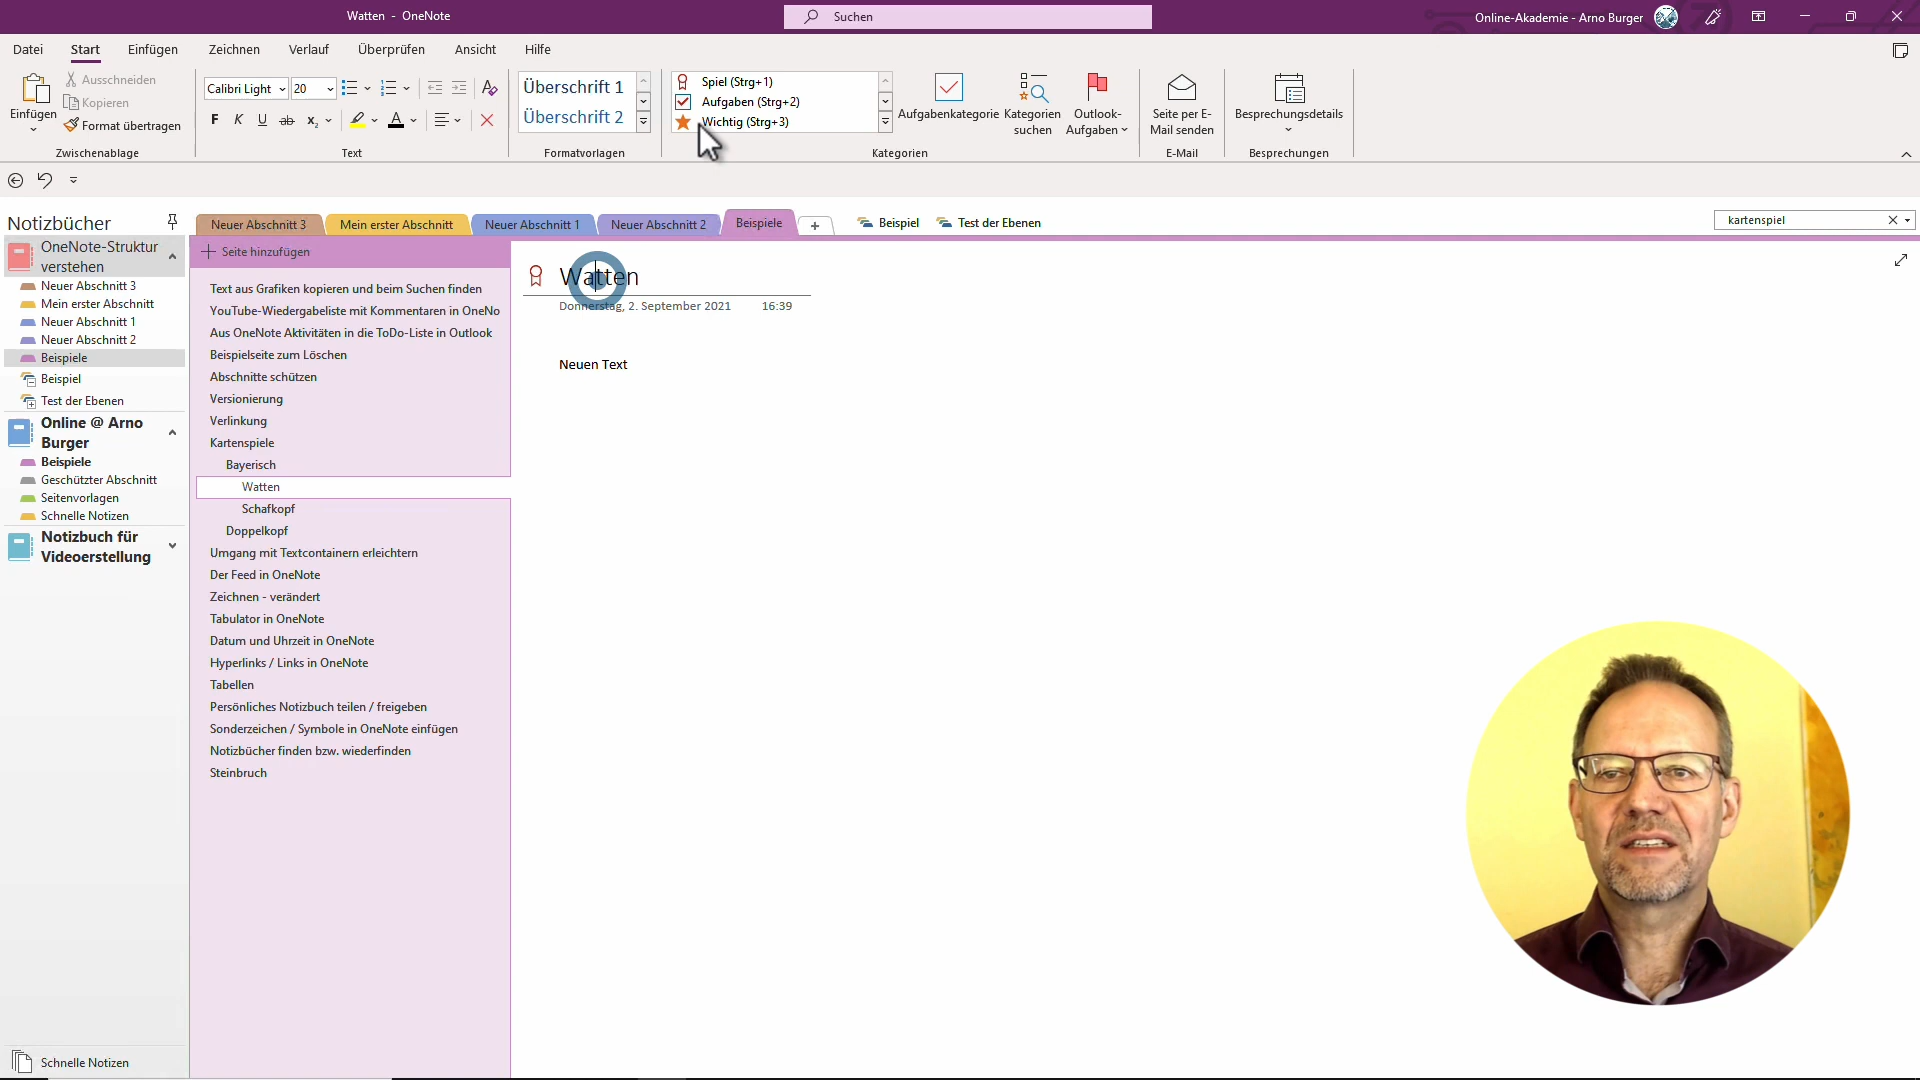 Watten - OneNote
Suchen
Online-Akademie - Arno Burger
Datei Start Einfügen Zeichnen Verlauf Überprüfen Ansicht Hilfe
Einfügen
Ausschneiden
Kopieren
Format übertragen
Zwischenablage
Calibri Light 20
F K U ab x₂ A
Text
Überschrift 1
Überschrift 2
Formatvorlagen
Spiel (Strg+1)
Aufgaben (Strg+2)
Wichtig (Strg+3)
Aufgabenkategorie
Kategorien suchen
Outlook-Aufgaben
Kategorien
Seite per E-Mail senden
E-Mail
Besprechungsdetails
Besprechungen
Notizbücher
Neuer Abschnitt 3 Mein erster Abschnitt Neuer Abschnitt 1 Neuer Abschnitt 2 Beispiele + Beispiel Test der Ebenen
kartenspiel
OneNote-Struktur
verstehen
Neuer Abschnitt 3
Mein erster Abschnitt
Neuer Abschnitt 1
Neuer Abschnitt 2
Beispiele
Beispiel
Test der Ebenen
Online @ Arno
Burger
Beispiele
Geschützter Abschnitt
Seitenvorlagen
Schnelle Notizen
Notizbuch für
Videoerstellung
Schnelle Notizen
Seite hinzufügen
Text aus Grafiken kopieren und beim Suchen finden
YouTube-Wiedergabeliste mit Kommentaren in OneNo
Aus OneNote Aktivitäten in die ToDo-Liste in Outlook
Beispielseite zum Löschen
Abschnitte schützen
Versionierung
Verlinkung
Kartenspiele
Bayerisch
Watten
Schafkopf
Doppelkopf
Umgang mit Textcontainern erleichtern
Der Feed in OneNote
Zeichnen - verändert
Tabulator in OneNote
Datum und Uhrzeit in OneNote
Hyperlinks / Links in OneNote
Tabellen
Persönliches Notizbuch teilen / freigeben
Sonderzeichen / Symbole in OneNote einfügen
Notizbücher finden bzw. wiederfinden
Steinbruch
Watten
Donnerstag, 2. September 2021 16:39
Neuen Text